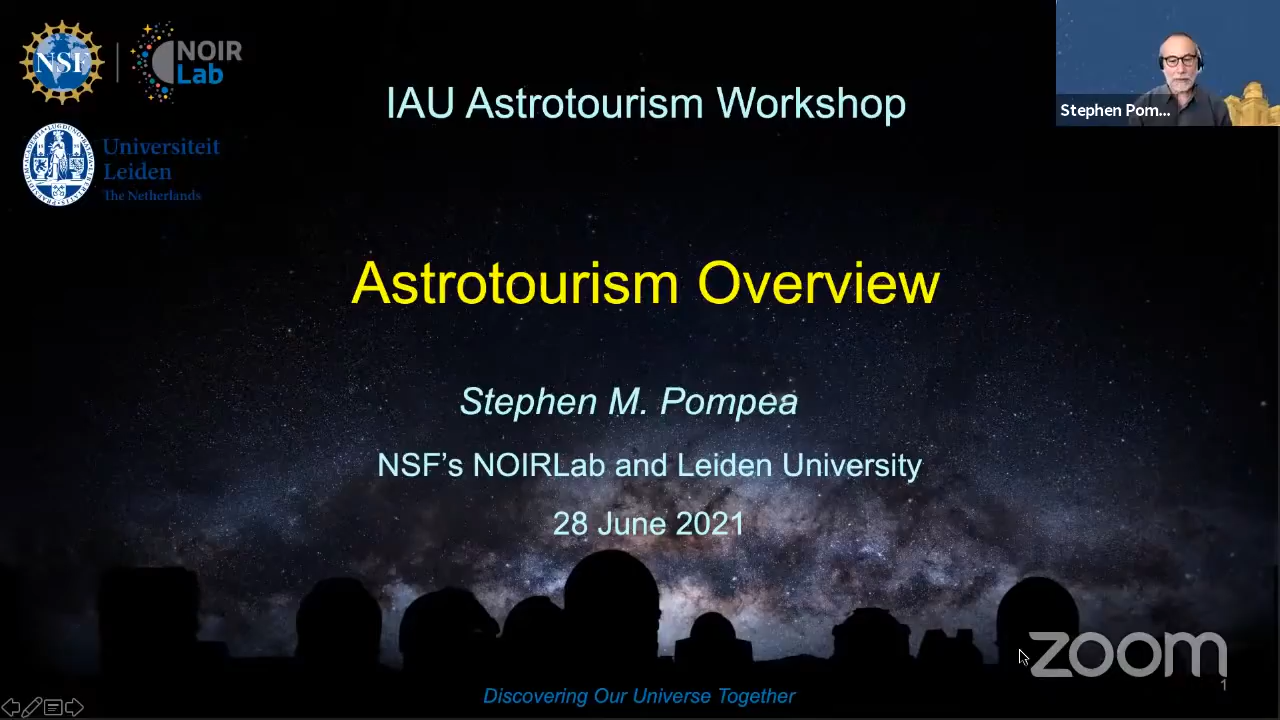 NSF
NOIR
Lab
Universiteit
Leiden
The Netherlands
IAU Astrotourism Workshop
Stephen Pom...
Astrotourism Overview
Stephen M. Pompea
NSF's NOIRLab and Leiden University
28 June 2021
zoom
1
Discovering Our Universe Together